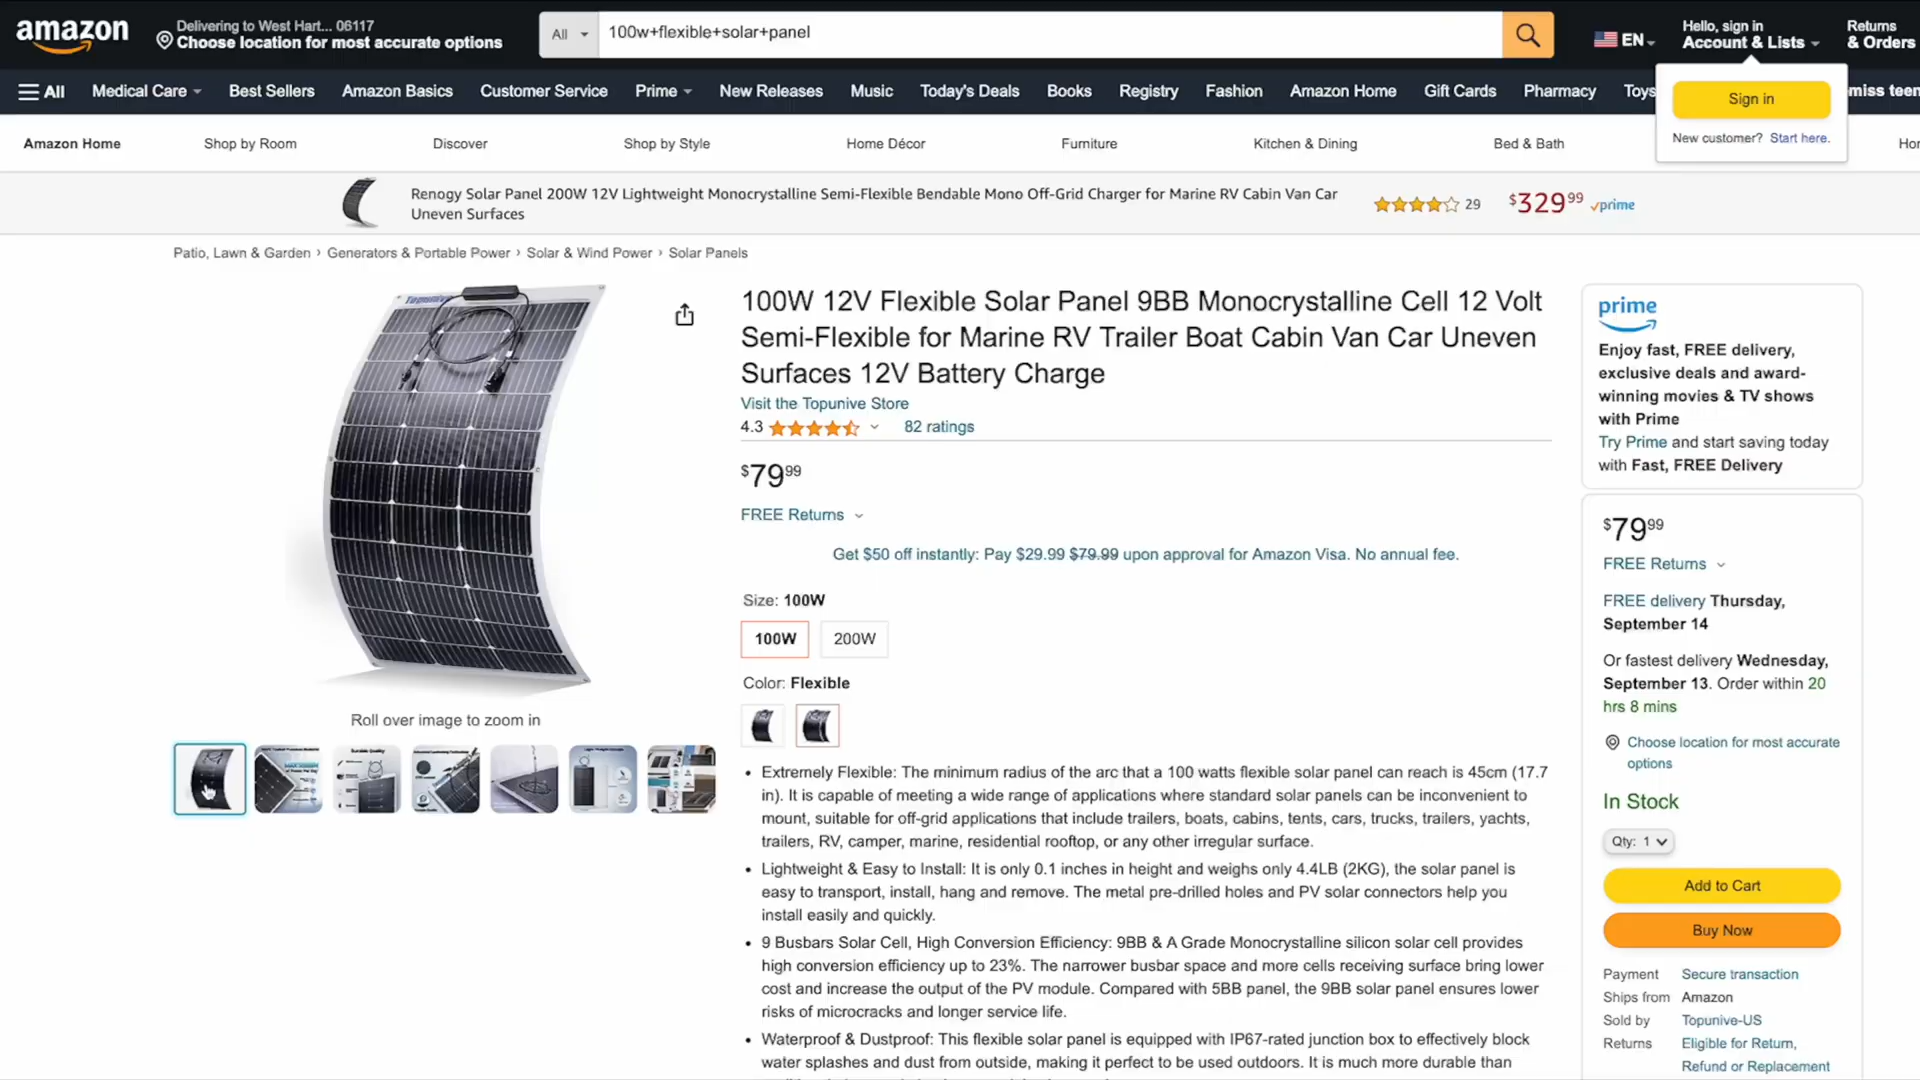 amazon
Delivering to West Hart... 06117
Choose location for most accurate options
All
100w+flexible+solar+panel
EN
Hello, sign in
Account & Lists
Returns
& Orders
All
Medical Care
Best Sellers
Amazon Basics
Customer Service
Prime
New Releases
Music
Today's Deals
Books
Registry
Fashion
Amazon Home
Gift Cards
Pharmacy
Toys
miss teen
Sign in
New customer? Start here.
Amazon Home
Shop by Room
Discover
Shop by Style
Home Décor
Furniture
Kitchen & Dining
Bed & Bath
Renogy Solar Panel 200W 12V Lightweight Monocrystalline Semi-Flexible Bendable Mono Off-Grid Charger for Marine RV Cabin Van Car
Uneven Surfaces
29
$329.99
prime
Patio, Lawn & Garden › Generators & Portable Power › Solar & Wind Power › Solar Panels
100W 12V Flexible Solar Panel 9BB Monocrystalline Cell 12 Volt
Semi-Flexible for Marine RV Trailer Boat Cabin Van Car Uneven
Surfaces 12V Battery Charge
Visit the Topunive Store
4.3
82 ratings
$79.99
FREE Returns
Get $50 off instantly: Pay $29.99 $79.99 upon approval for Amazon Visa. No annual fee.
Size: 100W
100W
200W
Color: Flexible
Roll over image to zoom in
• Extremely Flexible: The minimum radius of the arc that a 100 watts flexible solar panel can reach is 45cm (17.7
in). It is capable of meeting a wide range of applications where standard solar panels can be inconvenient to
mount, suitable for off-grid applications that include trailers, boats, cabins, tents, cars, trucks, trailers, yachts,
trailers, RV, camper, marine, residential rooftop, or any other irregular surface.
• Lightweight & Easy to Install: It is only 0.1 inches in height and weighs only 4.4LB (2KG), the solar panel is
easy to transport, install, hang and remove. The metal pre-drilled holes and PV solar connectors help you
install easily and quickly.
• 9 Busbars Solar Cell, High Conversion Efficiency: 9BB & A Grade Monocrystalline silicon solar cell provides
high conversion efficiency up to 23%. The narrower busbar space and more cells receiving surface bring lower
cost and increase the output of the PV module. Compared with 5BB panel, the 9BB solar panel ensures lower
risks of microcracks and longer service life.
• Waterproof & Dustproof: This flexible solar panel is equipped with IP67-rated junction box to effectively block
water splashes and dust from outside, making it perfect to be used outdoors. It is much more durable than
prime
Enjoy fast, FREE delivery,
exclusive deals and award-
winning movies & TV shows
with Prime
Try Prime and start saving today
with Fast, FREE Delivery
$79.99
FREE Returns
FREE delivery Thursday,
September 14
Or fastest delivery Wednesday,
September 13. Order within 20
hrs 8 mins
Choose location for most accurate
options
In Stock
Qty: 1
Add to Cart
Buy Now
Payment Secure transaction
Ships from Amazon
Sold by Topunive-US
Returns Eligible for Return,
Refund or Replacement